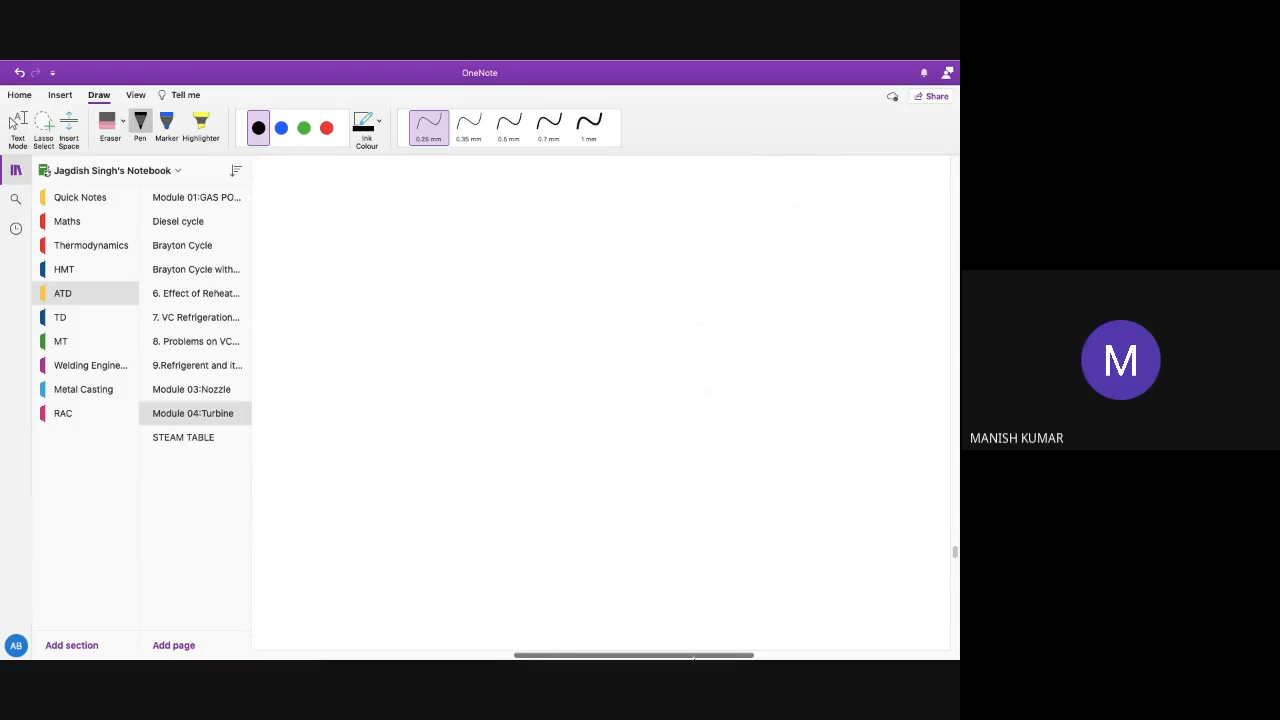 OneNote
Home Insert Draw View Tell me
Share
Text Mode
Lasso Select
Insert Space
Eraser
Pen
Marker
Highlighter
Ink Colour
0.25 mm
0.35 mm
0.5 mm
0.7 mm
1 mm
Jagdish Singh's Notebook
Quick Notes
Maths
Thermodynamics
HMT
ATD
TD
MT
Welding Engine...
Metal Casting
RAC
Module 01:GAS PO...
Diesel cycle
Brayton Cycle
Brayton Cycle with...
6. Effect of Reheat...
7. VC Refrigeration...
8. Problems on VC...
9.Refrigerent and it...
Module 03:Nozzle
Module 04:Turbine
STEAM TABLE
AB
Add section
Add page
M
MANISH KUMAR